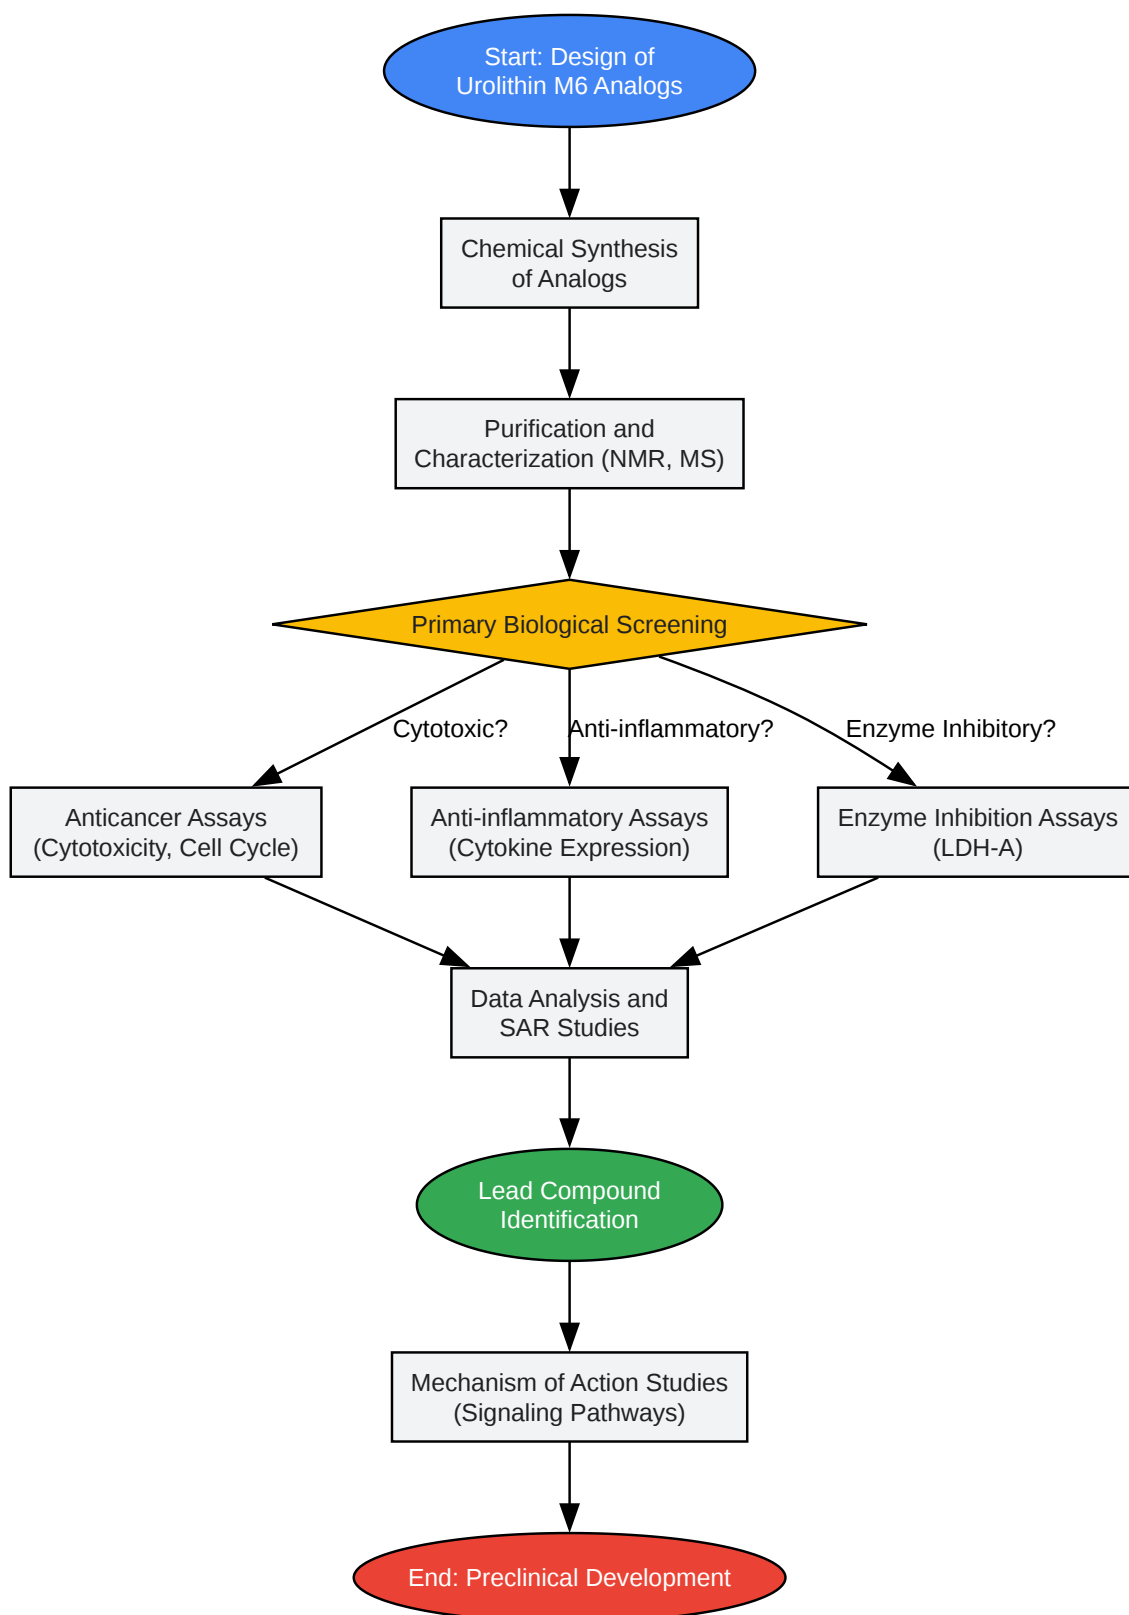 Start: Design of
Urolithin M6 Analogs
Chemical Synthesis
of Analogs
Purification and
Characterization (NMR, MS)
Primary Biological Screening
Cytotoxic?
Anti-inflammatory?
Enzyme Inhibitory?
Anticancer Assays
(Cytotoxicity, Cell Cycle)
Anti-inflammatory Assays
(Cytokine Expression)
Enzyme Inhibition Assays
(LDH-A)
Data Analysis and
SAR Studies
Lead Compound
Identification
Mechanism of Action Studies
(Signaling Pathways)
End: Preclinical Development